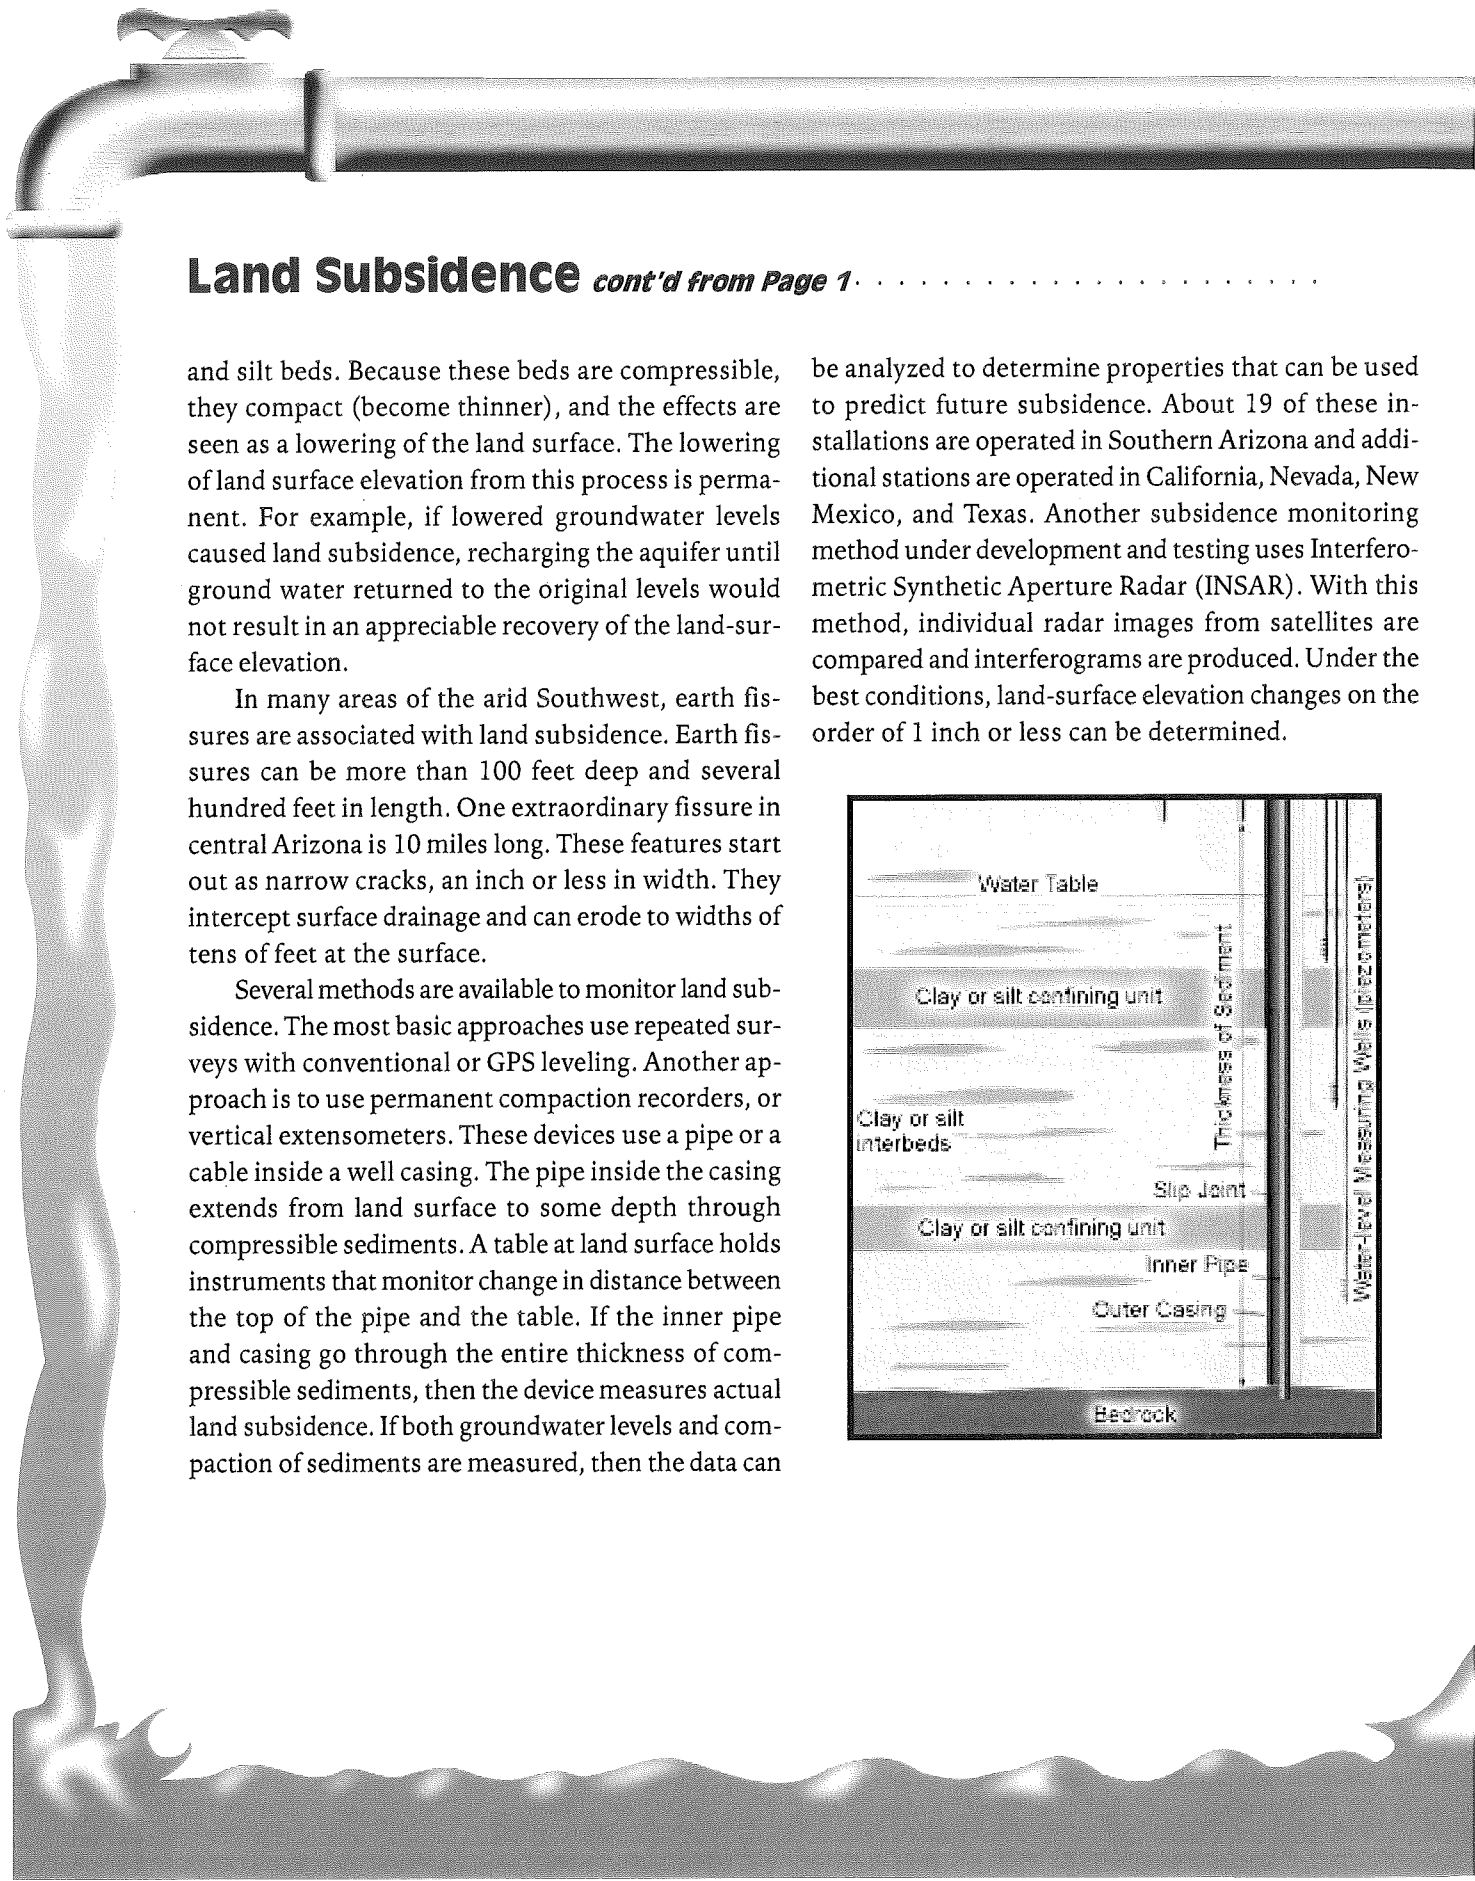 Land Subsidence cont'd from Page 1 . . . . . . . . . . . . . . . . . . . . . .
and silt beds. Because these beds are compressible,
they compact (become thinner), and the effects are
seen as a lowering of the land surface. The lowering
of land surface elevation from this process is perma-
nent. For example, if lowered groundwater levels
caused land subsidence, recharging the aquifer until
ground water returned to the original levels would
not result in an appreciable recovery of the land-sur-
face elevation.
In many areas of the arid Southwest, earth fis-
sures are associated with land subsidence. Earth fis-
sures can be more than 100 feet deep and several
hundred feet in length. One extraordinary fissure in
central Arizona is 10 miles long. These features start
out as narrow cracks, an inch or less in width. They
intercept surface drainage and can erode to widths of
tens of feet at the surface.
Several methods are available to monitor land sub-
sidence. The most basic approaches use repeated sur-
veys with conventional or GPS leveling. Another ap-
proach is to use permanent compaction recorders, or
vertical extensometers. These devices use a pipe or a
cable inside a well casing. The pipe inside the casing
extends from land surface to some depth through
compressible sediments. A table at land surface holds
instruments that monitor change in distance between
the top of the pipe and the table. If the inner pipe
and casing go through the entire thickness of com-
pressible sediments, then the device measures actual
land subsidence. If both groundwater levels and com-
paction of sediments are measured, then the data can
be analyzed to determine properties that can be used
to predict future subsidence. About 19 of these in-
stallations are operated in Southern Arizona and addi-
tional stations are operated in California, Nevada, New
Mexico, and Texas. Another subsidence monitoring
method under development and testing uses Interfero-
metric Synthetic Aperture Radar (INSAR). With this
method, individual radar images from satellites are
compared and interferograms are produced. Under the
best conditions, land-surface elevation changes on the
order of 1 inch or less can be determined.
Water Table
Clay or silt confining unit
Thickness of Sediment
Water-level Measuring Wells (piezometers)
Clay or silt
interbeds
Slip Joint
Clay or silt confining unit
Inner Pipe
Outer Casing
Bedrock